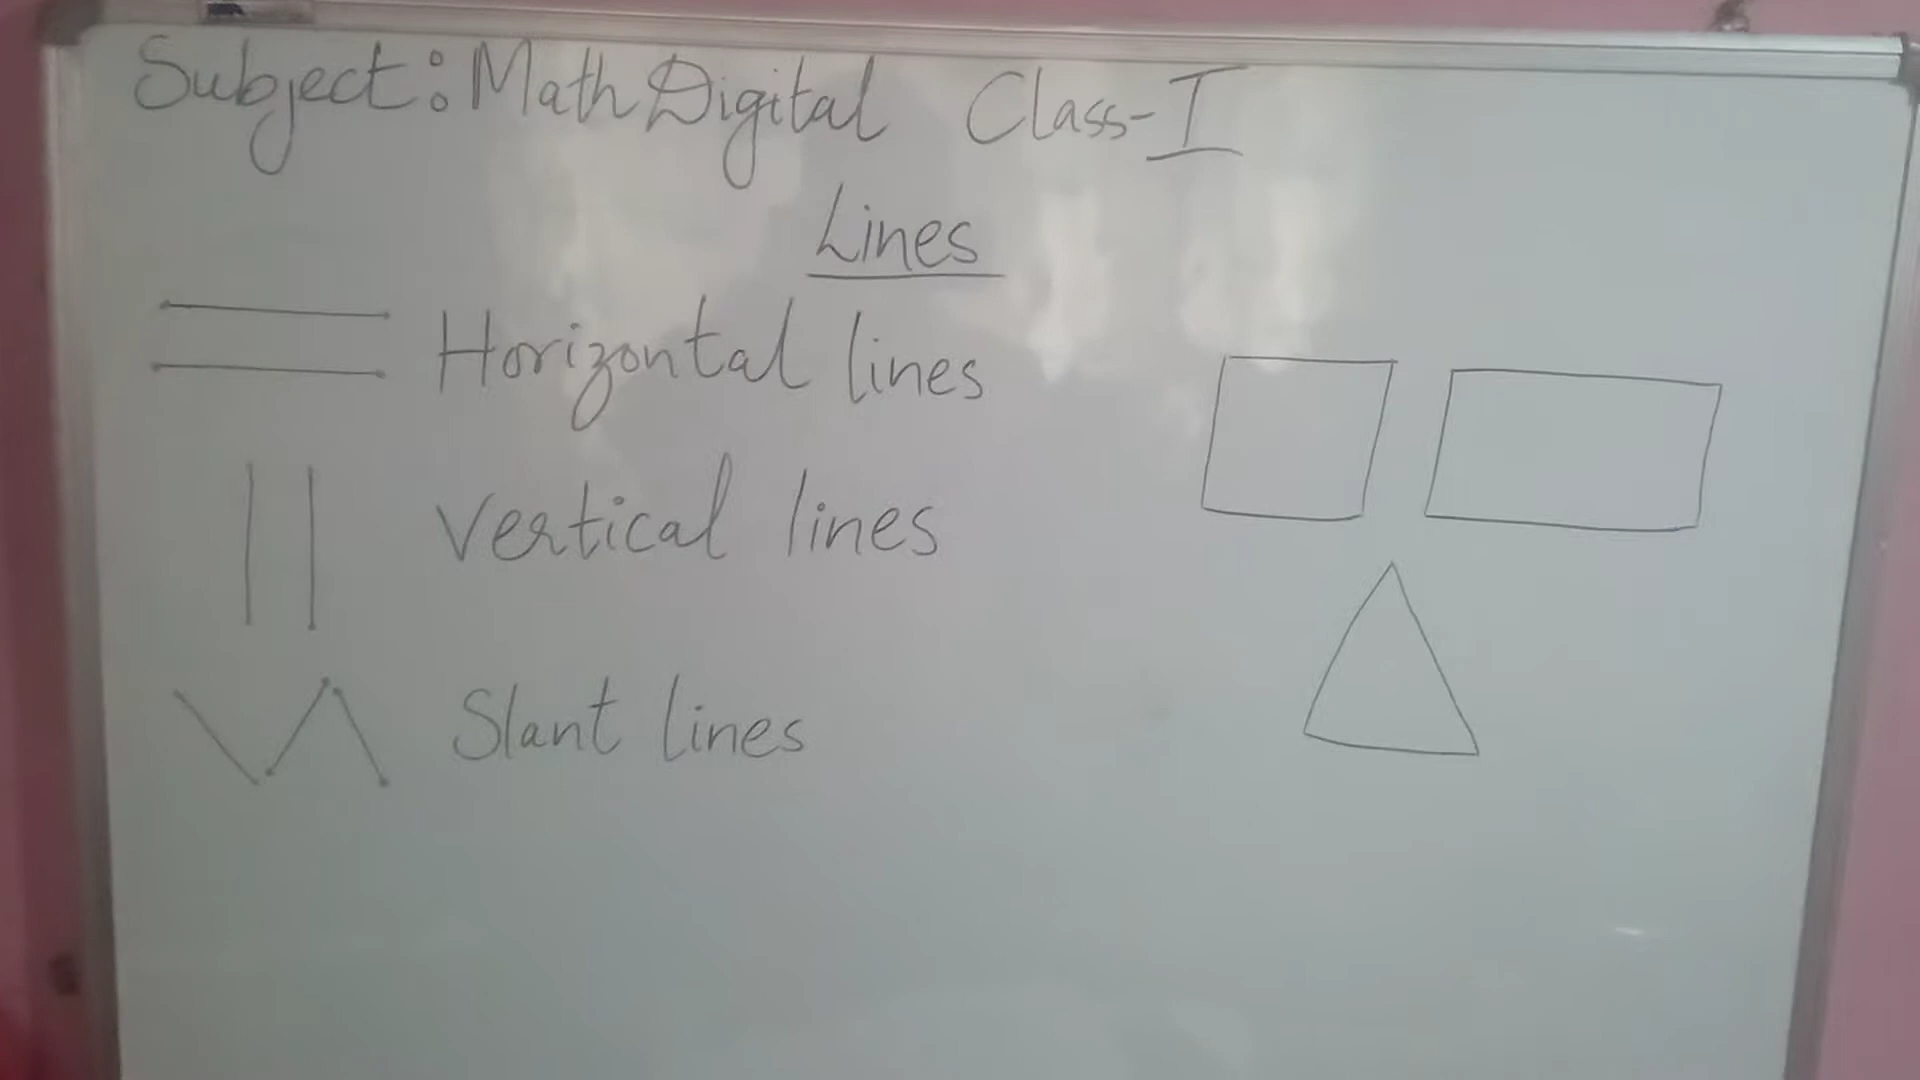 Subject: Math Digital Class-I
Lines
Horizontal lines
Vertical lines
Slant lines